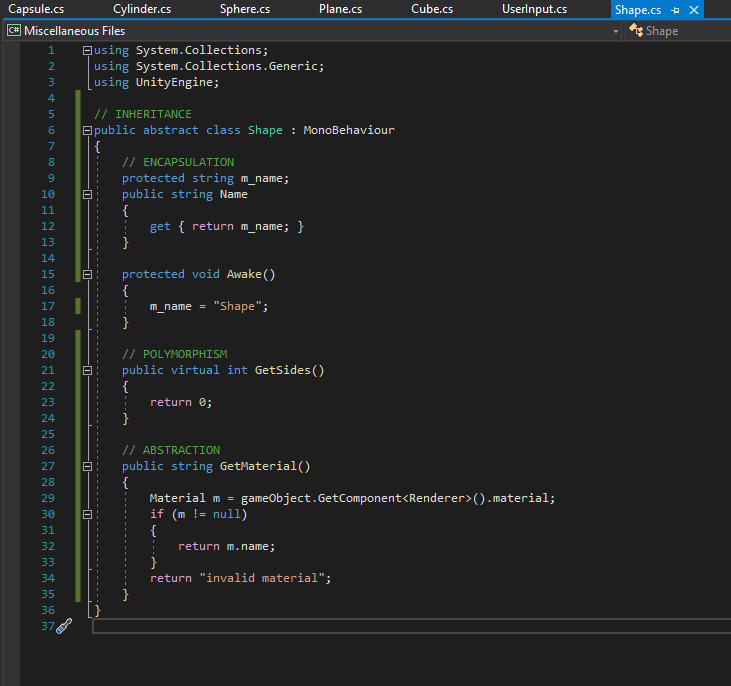 Capsule.cs Cylinder.cs Sphere.cs Plane.cs Cube.cs UserInput.cs Shape.cs
C# Miscellaneous Files Shape
1 using System.Collections;
2 using System.Collections.Generic;
3 using UnityEngine;
4
5 // INHERITANCE
6 public abstract class Shape : MonoBehaviour
7 {
8 // ENCAPSULATION
9 protected string m_name;
10 public string Name
11 {
12 get { return m_name; }
13 }
14
15 protected void Awake()
16 {
17 m_name = "Shape";
18 }
19
20 // POLYMORPHISM
21 public virtual int GetSides()
22 {
23 return 0;
24 }
25
26 // ABSTRACTION
27 public string GetMaterial()
28 {
29 Material m = gameObject.GetComponent<Renderer>().material;
30 if (m != null)
31 {
32 return m.name;
33 }
34 return "invalid material";
35 }
36 }
37